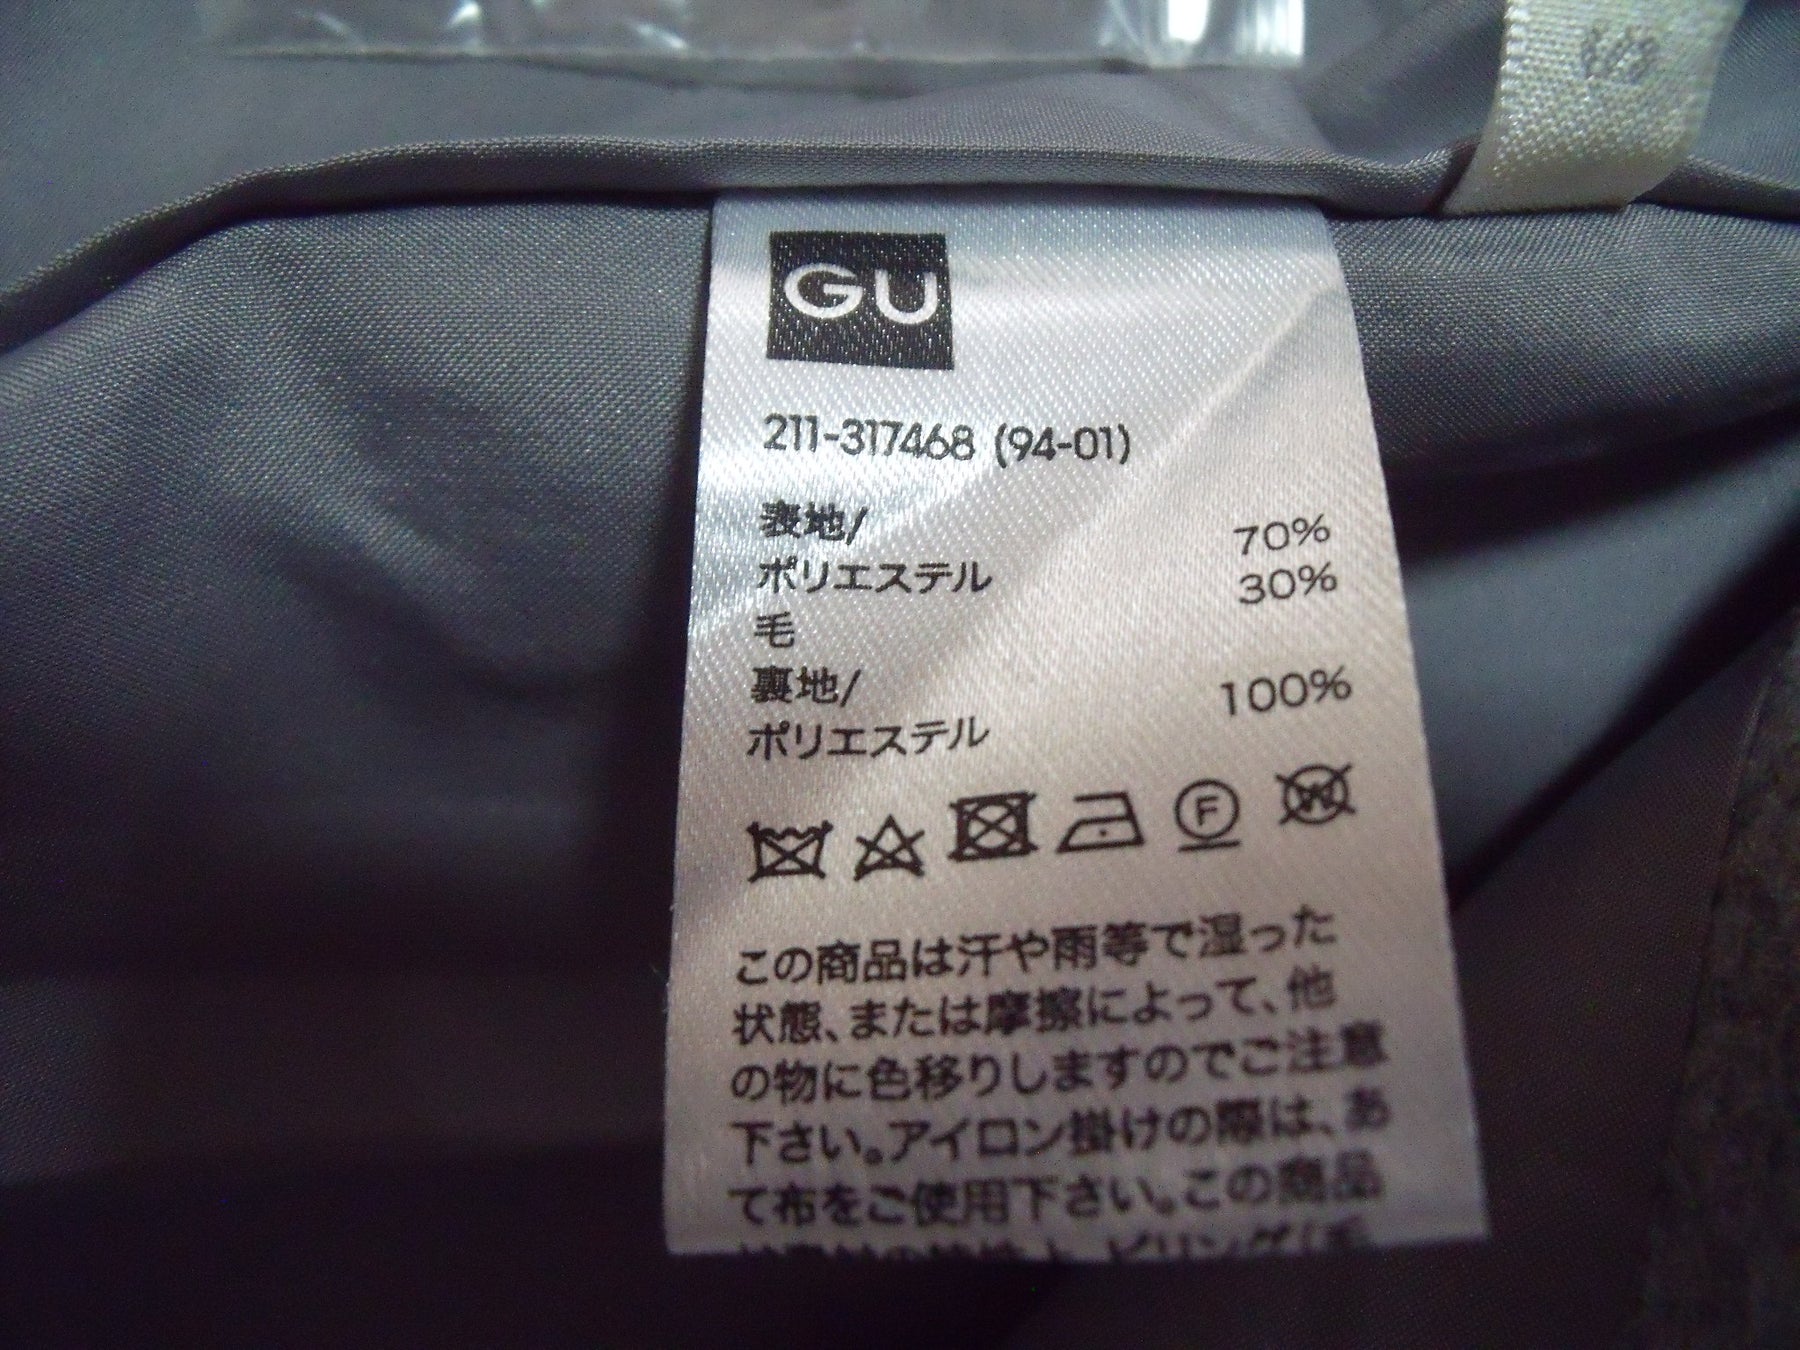 GU
211-317468 (94-01)
表地/
ポリエステル 70%
毛 30%
裏地/
ポリエステル 100%
F
W
この商品は汗や雨等で湿った
状態、または摩擦によって、他
の物に色移りしますのでご注意
下さい。アイロン掛けの際は、あ
て布をご使用下さい。この商品